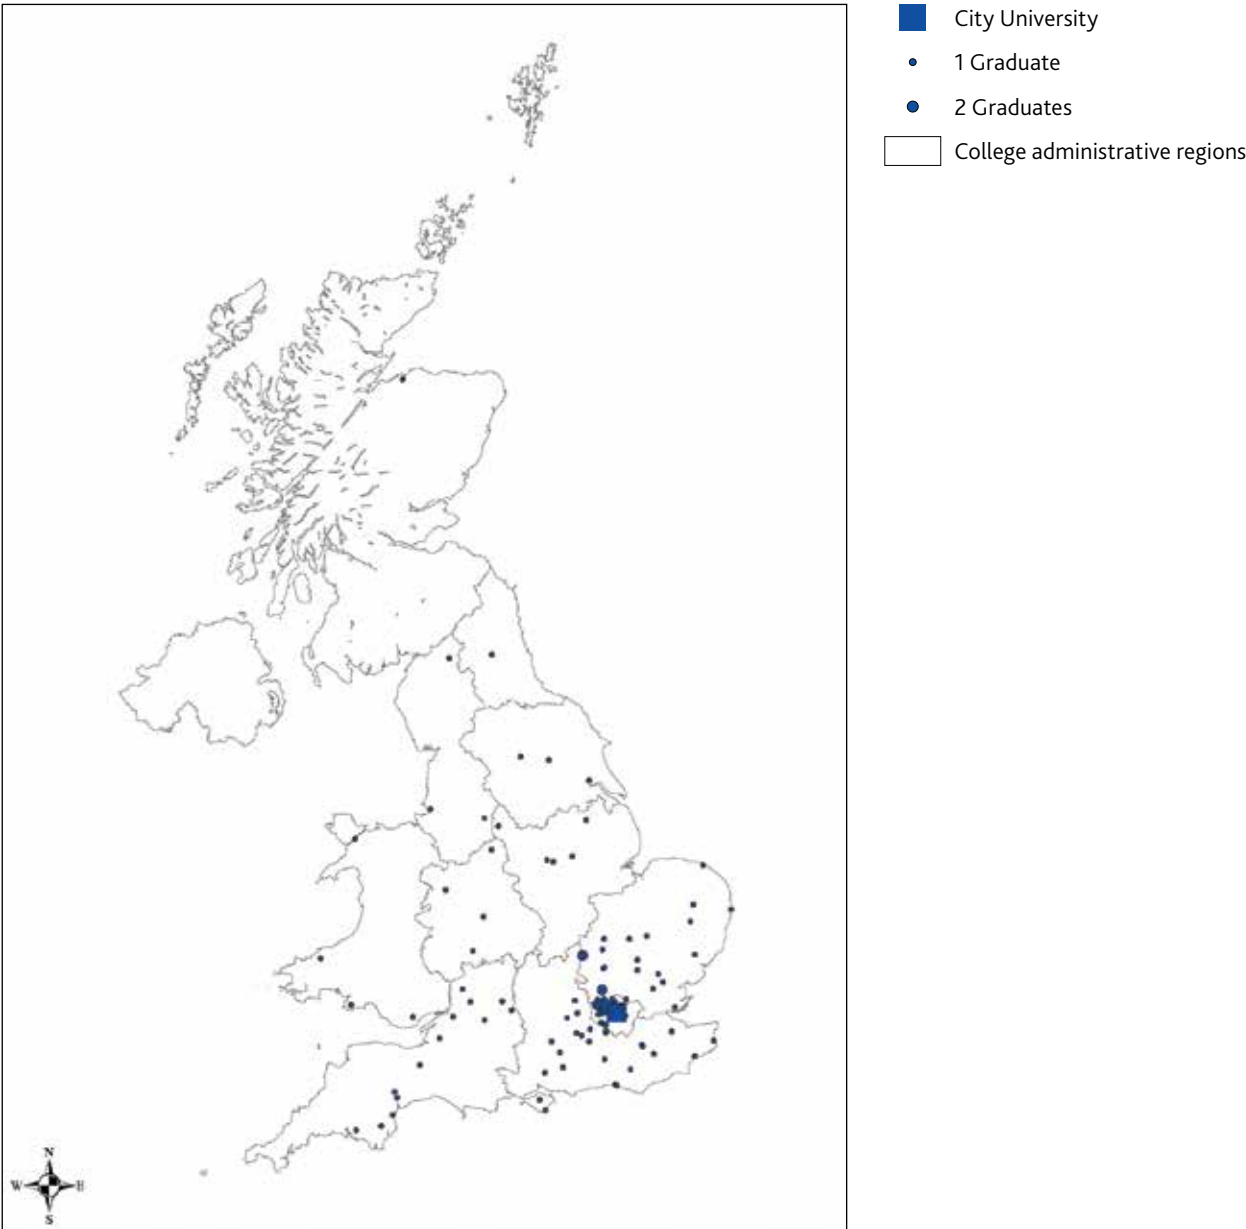 City University
1 Graduate
2 Graduates
College administrative regions
N
W E
S